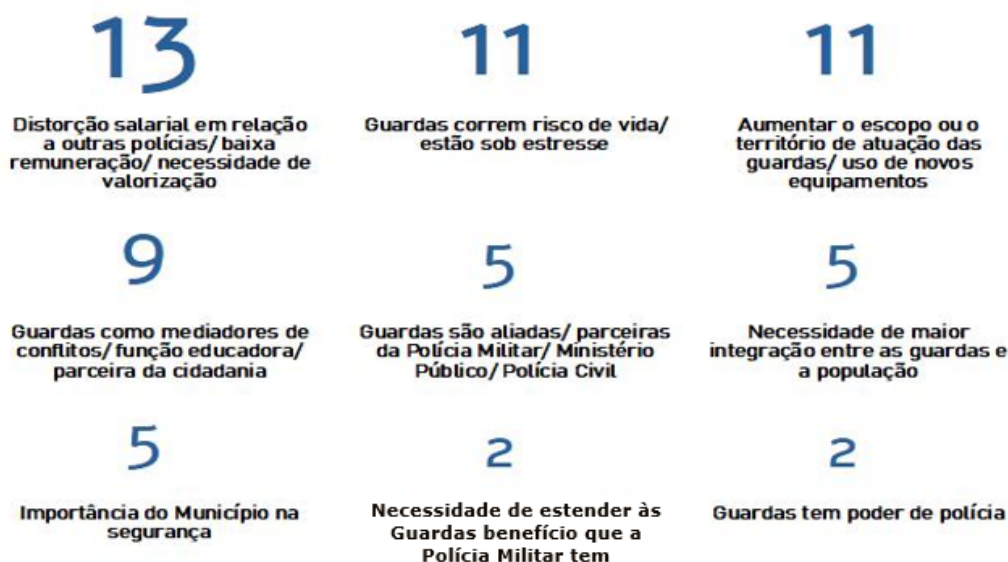 13
Distorção salarial em relação
a outras polícias/ baixa
remuneração/ necessidade de
valorização
11
Guardas correm risco de vida/
estão sob estresse
11
Aumentar o escopo ou o
território de atuação das
guardas/ uso de novos
equipamentos
9
Guardas como mediadores de
conflitos/ função educadora/
parceira da cidadania
5
Guardas são aliadas/ parceiras
da Polícia Militar/ Ministério
Público/ Polícia Civil
5
Necessidade de maior
integração entre as guardas e
a população
5
Importância do Município na
segurança
2
Necessidade de estender às
Guardas benefício que a
Polícia Militar tem
2
Guardas tem poder de polícia